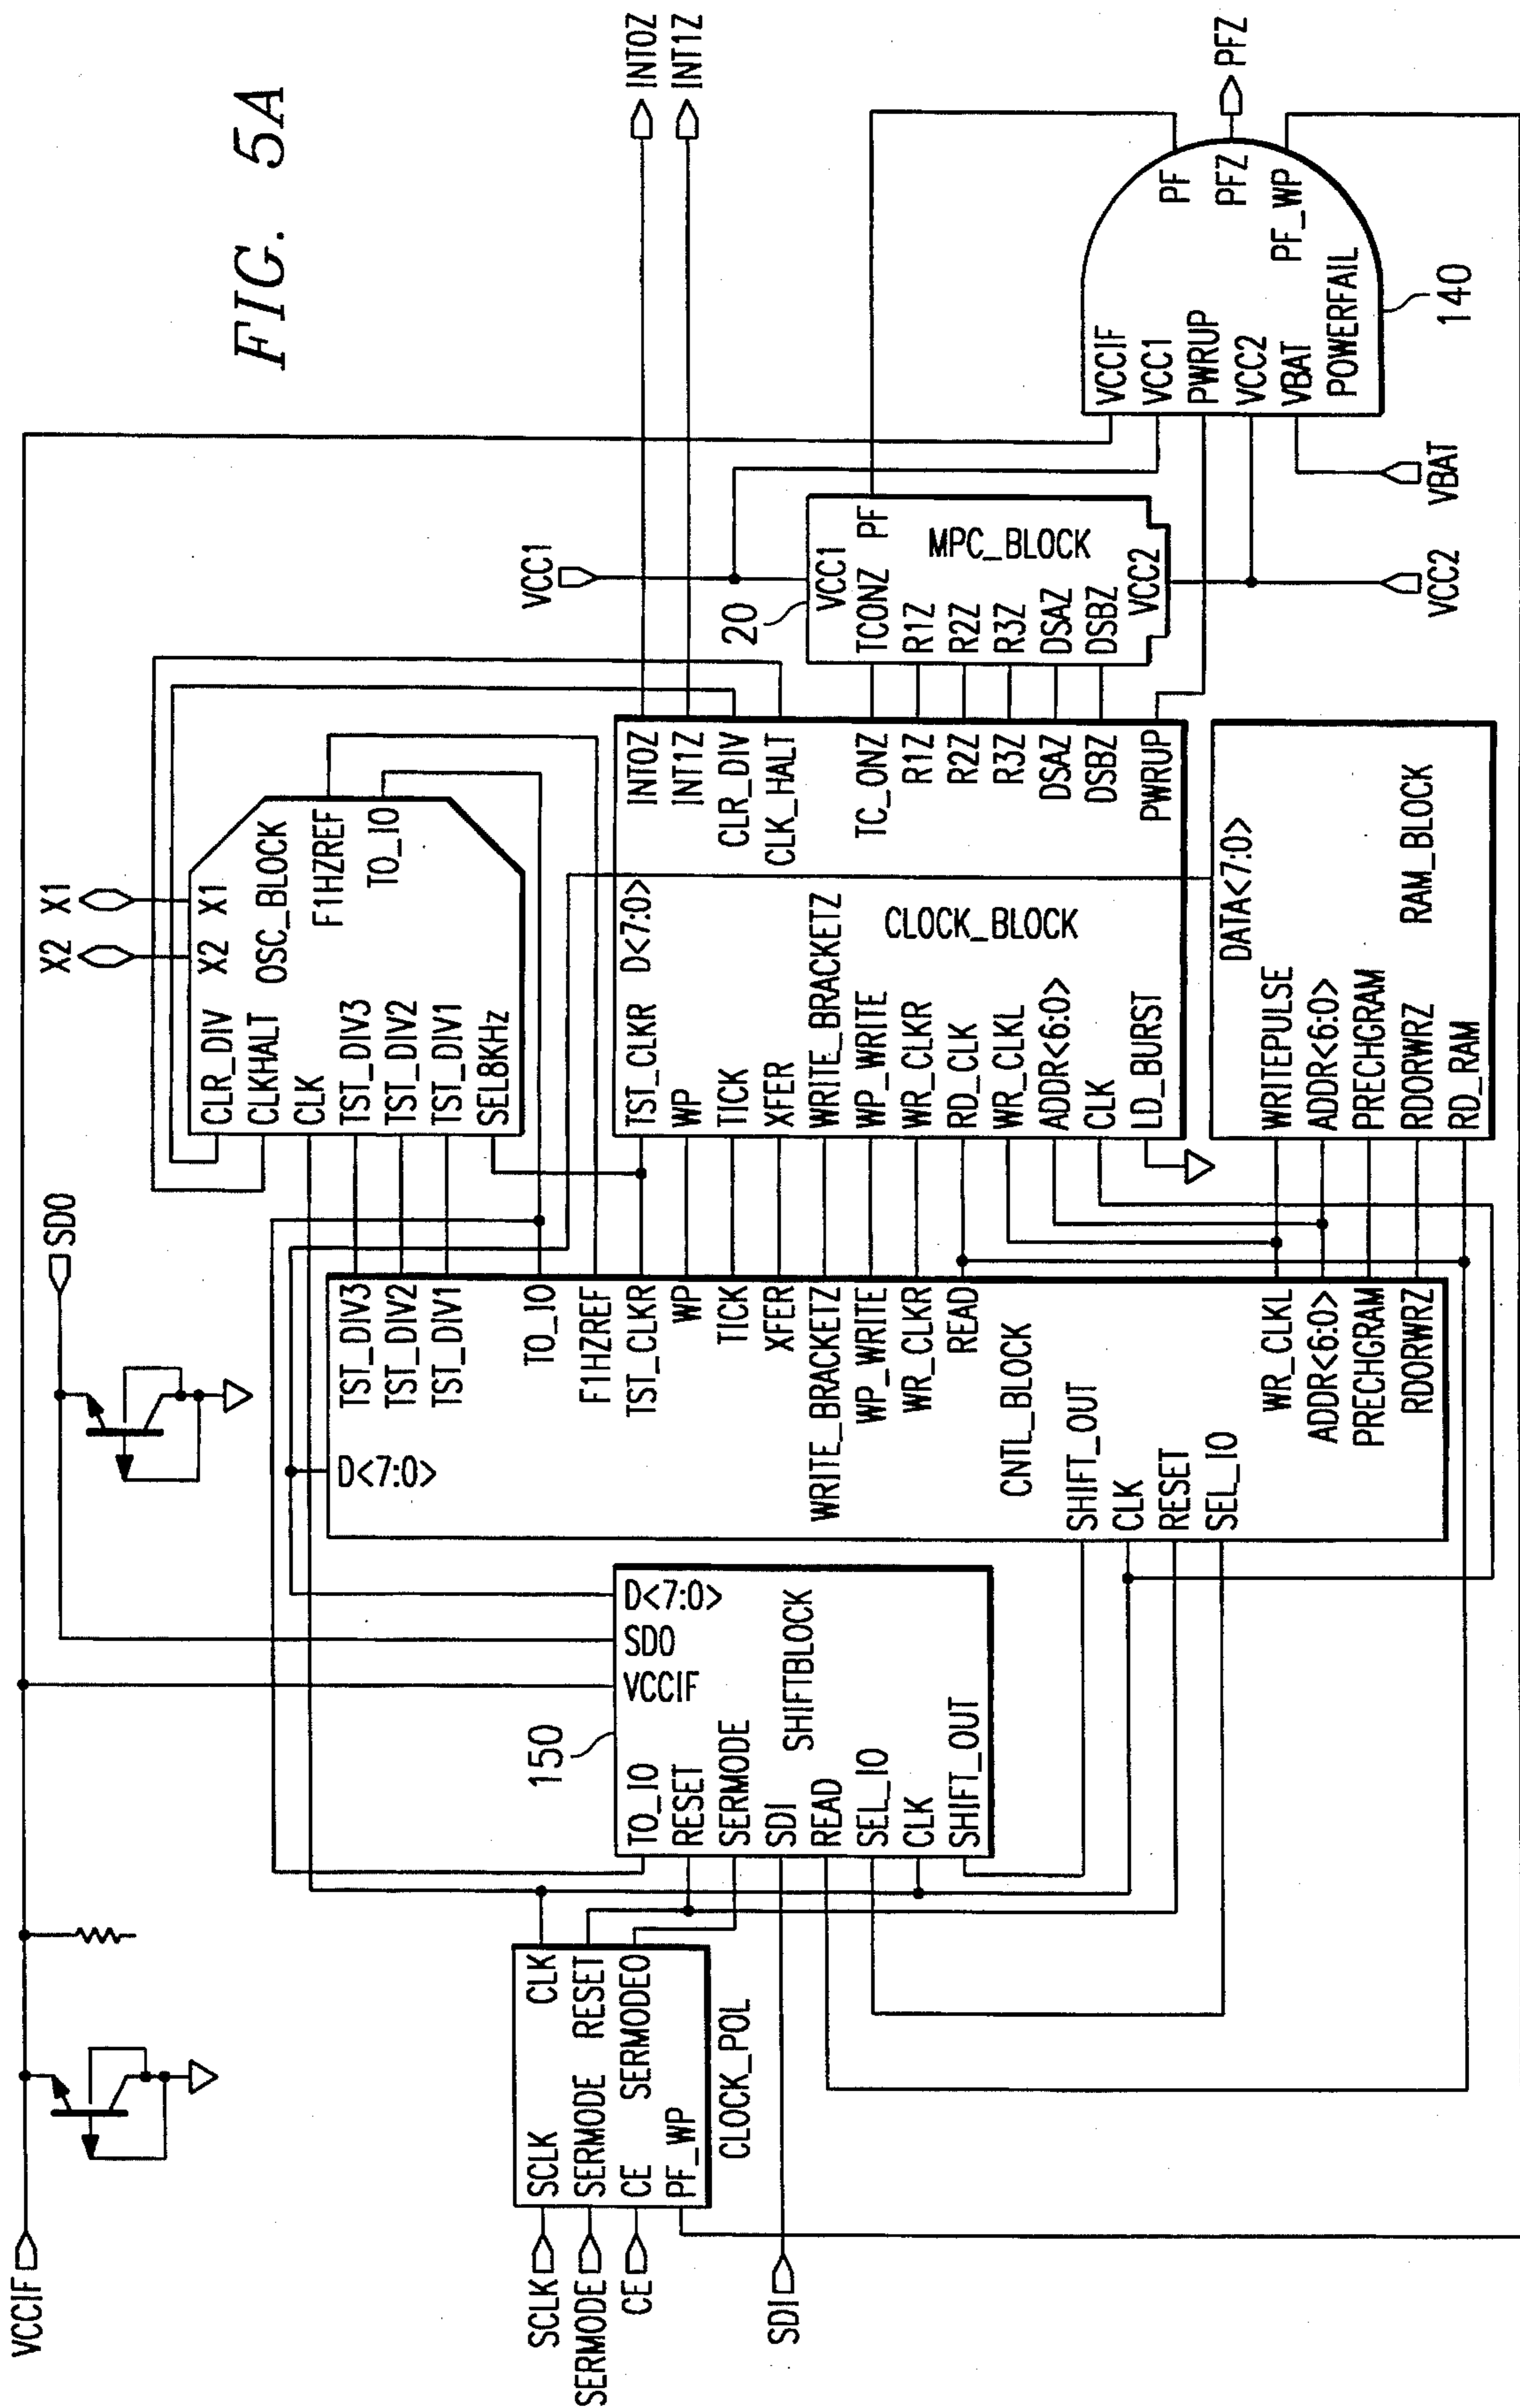 FIG. 5A
VCCIF
SDO
X2
X1
VCC1
INT0Z
INT1Z
SCLK
SERMODE
CE
SDI
SCLK
SERMODE
CE
PF_WP
CLK
RESET
SERMODEO
CLOCK_POL
150
TO_IO
RESET
SERMODE
SDI
READ
SEL_IO
CLK
SHIFT_OUT
VCCIF
SDO
D<7:0>
SHIFTBLOCK
D<7:0>
SHIFT_OUT
CLK
RESET
SEL_IO
CNTL_BLOCK
TST_DIV3
TST_DIV2
TST_DIV1
TO_IO
F1HZREF
TST_CLKR
WP
TICK
XFER
WRITE_BRACKETZ
WP_WRITE
WR_CLKR
READ
WR_CLKL
ADDR<6:0>
PRECHGRAM
RDORWRZ
CLR_DIV
CLKHALT
CLK
TST_DIV3
TST_DIV2
TST_DIV1
SEL8KHz
X2
X1
OSC_BLOCK
F1HZREF
TO_IO
TST_CLKR
WP
TICK
XFER
WRITE_BRACKETZ
WP_WRITE
WR_CLKR
RD_CLK
WR_CLKL
ADDR<6:0>
CLK
LD_BURST
D<7:0>
CLOCK_BLOCK
INT0Z
INT1Z
CLR_DIV
CLK_HALT
TC_ONZ
R1Z
R2Z
R3Z
DSAZ
DSBZ
PWRUP
DATA<7:0>
WRITEPULSE
ADDR<6:0>
PRECHGRAM
RDORWRZ
RD_RAM
RAM_BLOCK
20
VCC1
TCONZ
R1Z
R2Z
R3Z
DSAZ
DSBZ
PF
MPC_BLOCK
VCC2
VCC2
VBAT
VCCIF
VCC1
PWRUP
VCC2
VBAT
POWERFAIL
PF
PFZ
PF_WP
140
PFZ